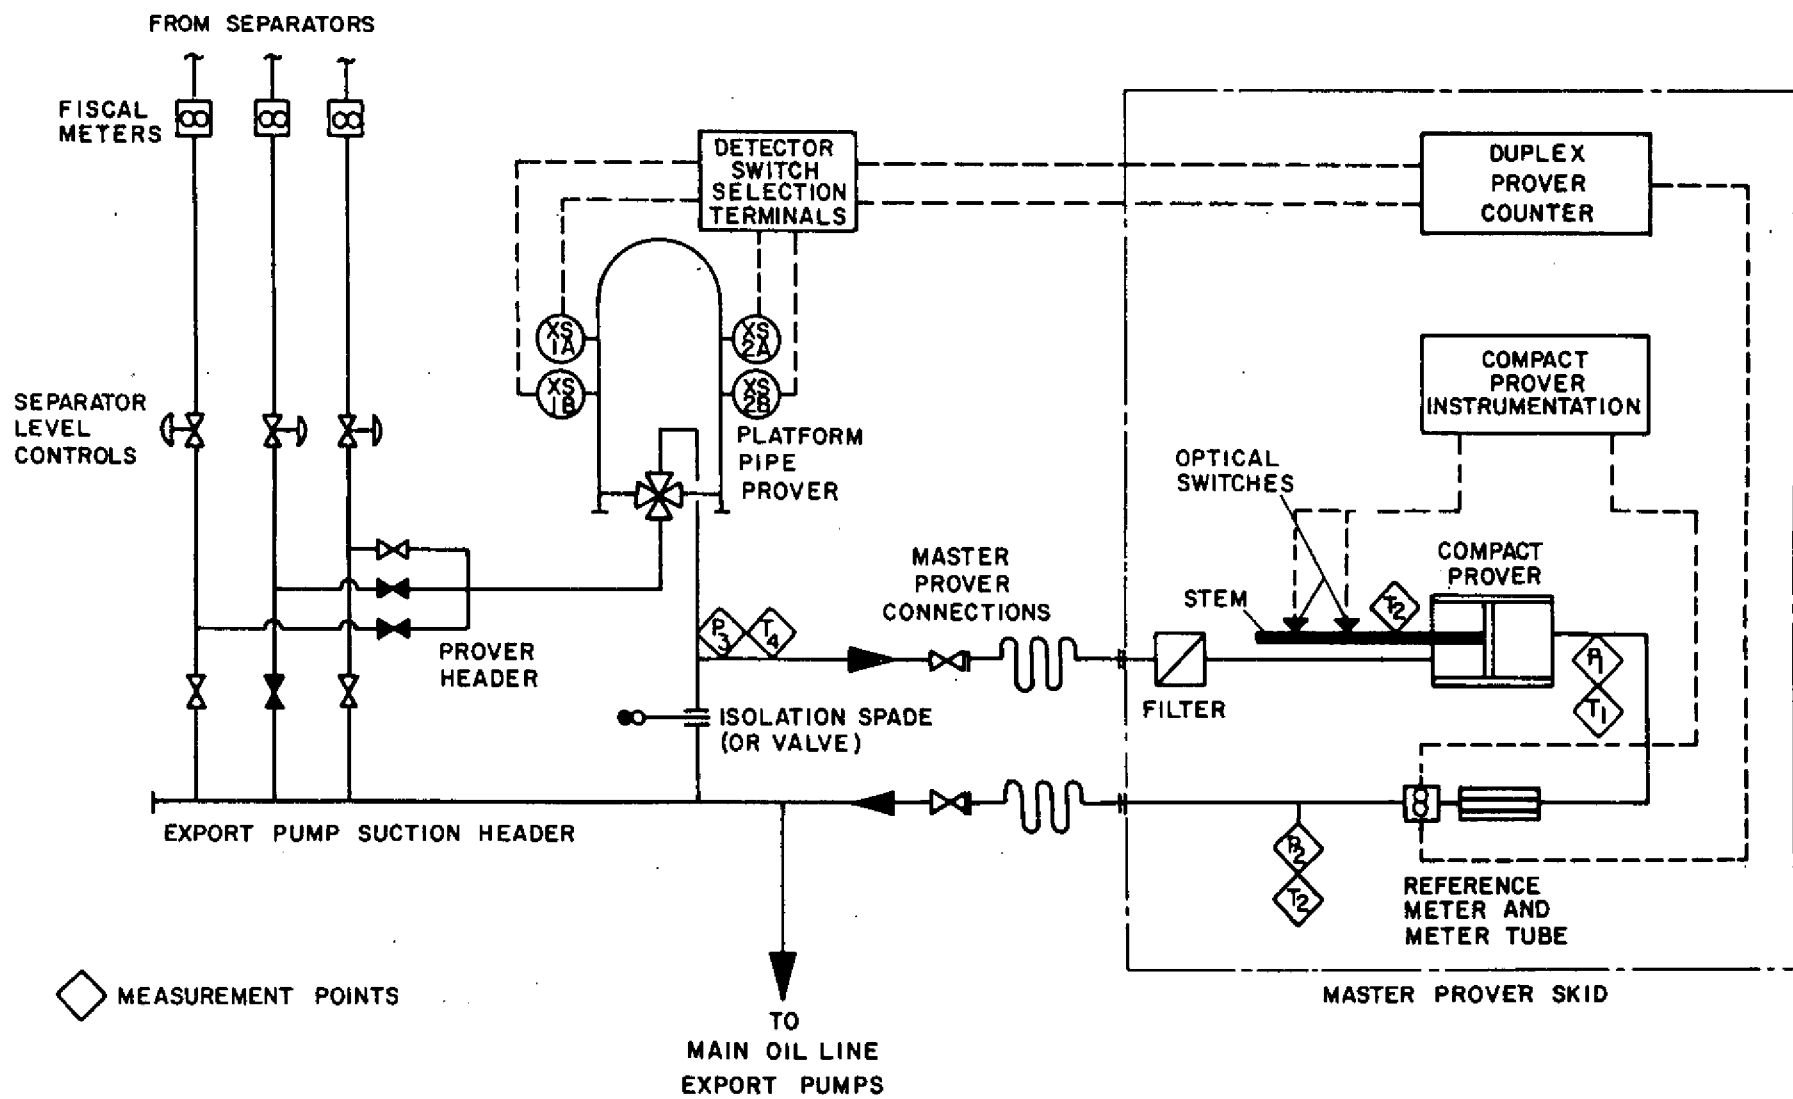 FROM SEPARATORS
FISCAL
METERS
DETECTOR
SWITCH
SELECTION
TERMINALS
DUPLEX
PROVER
COUNTER
XS
1A
XS
2A
XS
1B
XS
2B
COMPACT
PROVER
INSTRUMENTATION
SEPARATOR
LEVEL
CONTROLS
PLATFORM
PIPE
PROVER
OPTICAL
SWITCHES
MASTER
PROVER
CONNECTIONS
COMPACT
PROVER
STEM
T2
P3
T4
PROVER
HEADER
P1
T1
FILTER
ISOLATION SPADE
(OR VALVE)
EXPORT PUMP SUCTION HEADER
P2
T2
REFERENCE
METER AND
METER TUBE
MEASUREMENT POINTS
MASTER PROVER SKID
TO
MAIN OIL LINE
EXPORT PUMPS